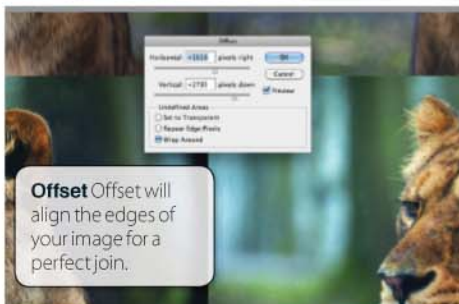 Offset
Horizontal: pixels right OK
Cancel
Vertical: pixels down Preview
Undefined Areas
Set to Transparent
Repeat Edge Pixels
Wrap Around
Offset Offset will
align the edges of
your image for a
perfect join.